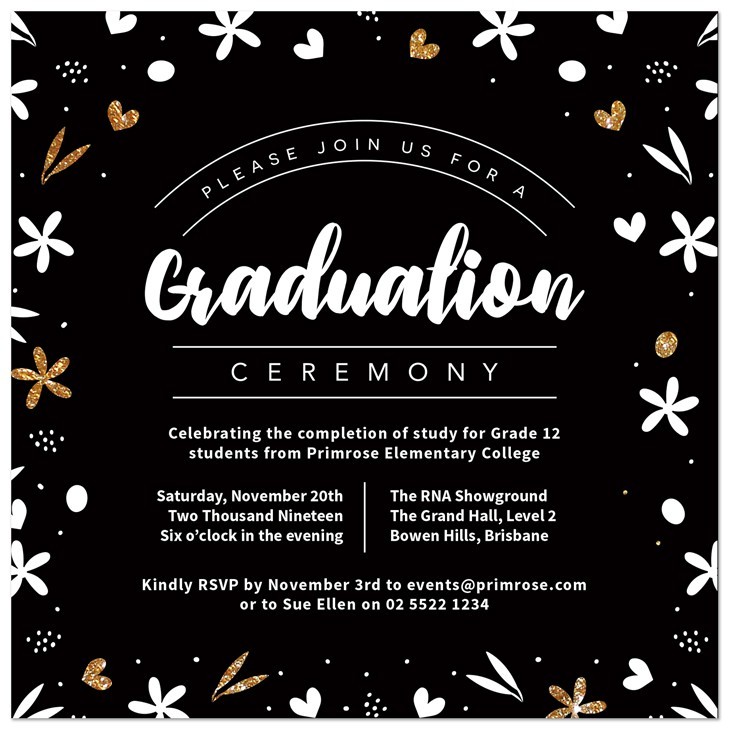 PLEASE JOIN US FOR A
Graduation
CEREMONY
Celebrating the completion of study for Grade 12
students from Primrose Elementary College
Saturday, November 20th
Two Thousand Nineteen
Six o'clock in the evening
The RNA Showground
The Grand Hall, Level 2
Bowen Hills, Brisbane
Kindly RSVP by November 3rd to events@primrose.com
or to Sue Ellen on 02 5522 1234